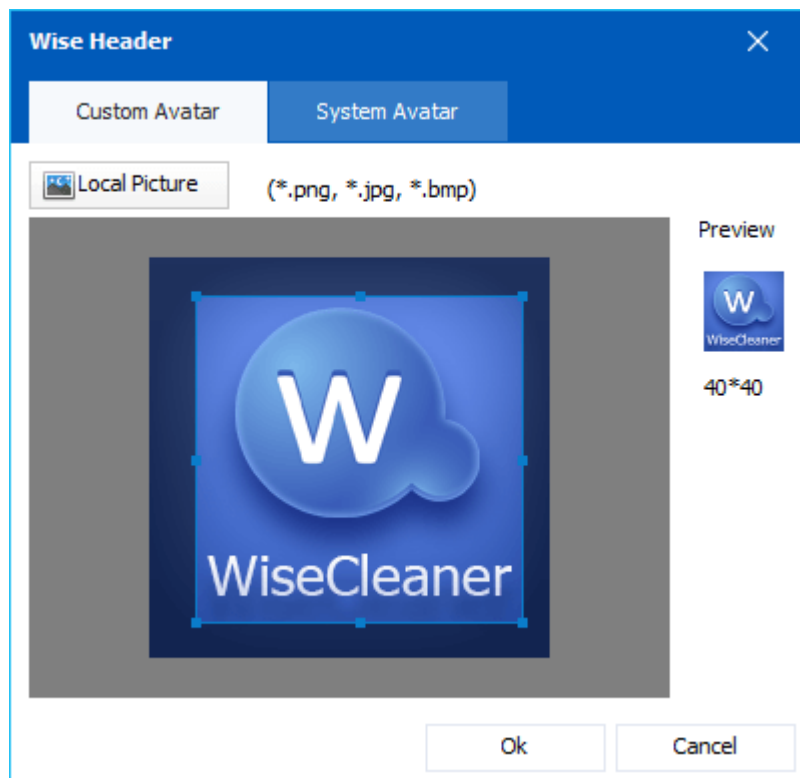 Wise Header
Custom Avatar System Avatar
Local Picture (*.png, *.jpg, *.bmp)
Preview
W
WiseCleaner
W
WiseCleaner
40*40
Ok Cancel